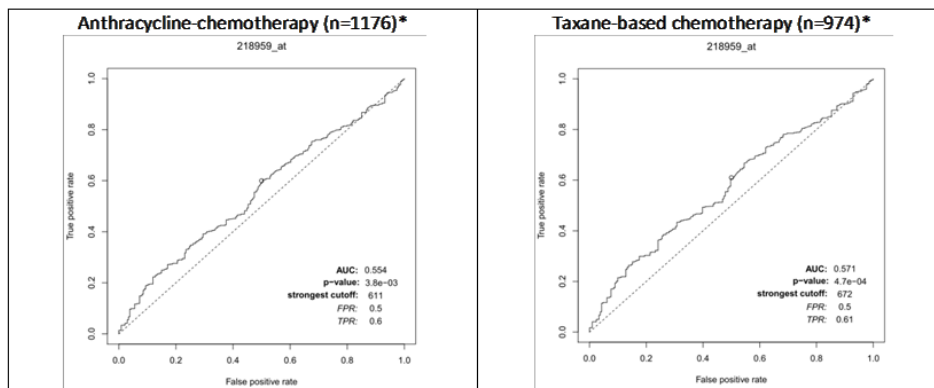 Anthracycline-chemotherapy (n=1176)*
218959_at
True positive rate
1.0
0.8
0.6
0.4
0.2
0.0
AUC: 0.554
p-value: 3.8e-03
strongest cutoff: 611
FPR: 0.5
TPR: 0.6
0.0 0.2 0.4 0.6 0.8 1.0
False positive rate
Taxane-based chemotherapy (n=974)*
218959_at
True positive rate
1.0
0.8
0.6
0.4
0.2
0.0
AUC: 0.571
p-value: 4.7e-04
strongest cutoff: 672
FPR: 0.5
TPR: 0.61
0.0 0.2 0.4 0.6 0.8 1.0
False positive rate